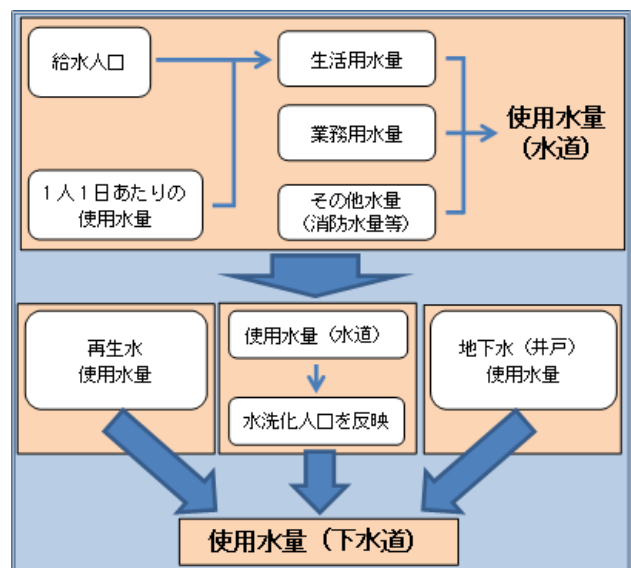 給水人口
生活用水量
業務用水量
使用水量
(水道)
1人1日あたりの
使用水量
その他水量
(消防水量等)
再生水
使用水量
使用水量(水道)
水洗化人口を反映
地下水(井戸)
使用水量
使用水量(下水道)